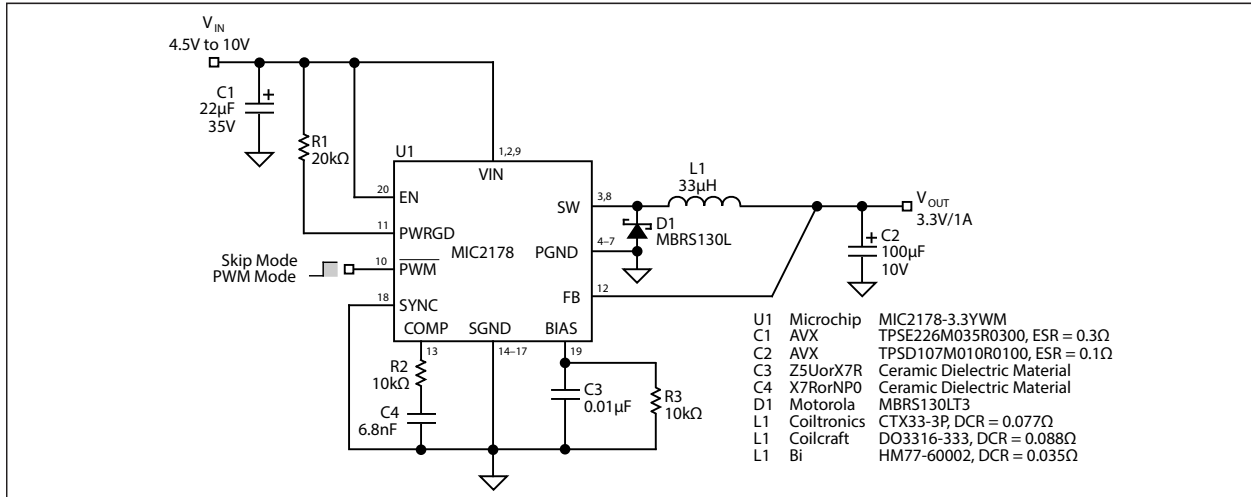 VIN
4.5V to 10V
C1
22µF
35V
+
R1
20kΩ
U1
1,2,9
VIN
20
EN
11
PWRGD
MIC2178
Skip Mode
PWM Mode
10
PWM
18
SYNC
COMP
SGND
BIAS
SW
3,8
PGND
4–7
FB
12
L1
33µH
D1
MBRS130L
VOUT
3.3V/1A
+
C2
100µF
10V
13
14–17
19
R2
10kΩ
C4
6.8nF
C3
0.01µF
R3
10kΩ
U1 Microchip MIC2178-3.3YWM
C1 AVX TPSE226M035R0300, ESR = 0.3Ω
C2 AVX TPSD107M010R0100, ESR = 0.1Ω
C3 Z5UorX7R Ceramic Dielectric Material
C4 X7RorNP0 Ceramic Dielectric Material
D1 Motorola MBRS130LT3
L1 Coiltronics CTX33-3P, DCR = 0.077Ω
L1 Coilcraft DO3316-333, DCR = 0.088Ω
L1 Bi HM77-60002, DCR = 0.035Ω